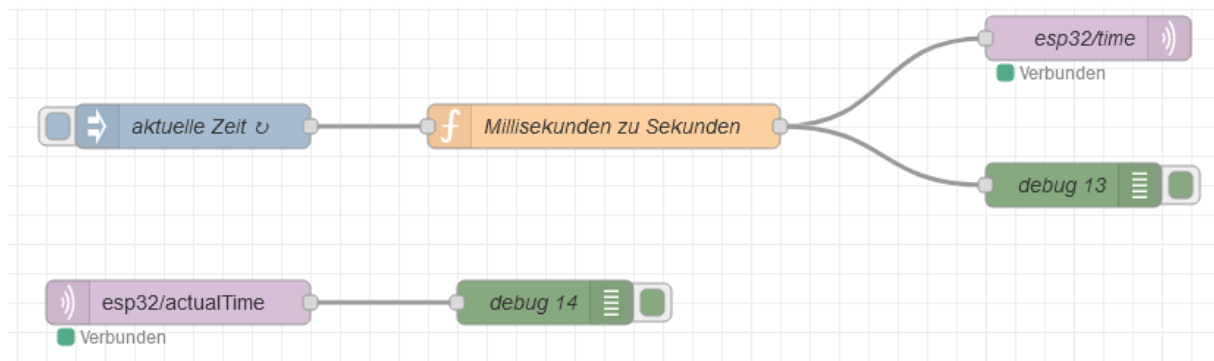 esp32/time
Verbunden
aktuelle Zeit ↻
Millisekunden zu Sekunden
debug 13
esp32/actualTime
debug 14
Verbunden